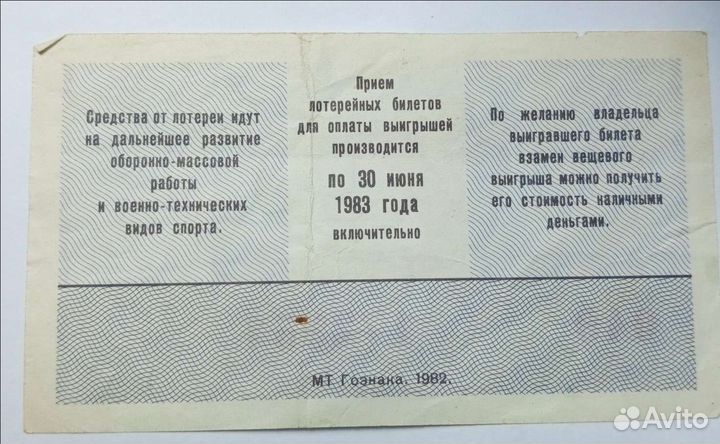 Средства от лотереи идут
на дальнейшее развитие
оборонно-массовой
работы
и военно-технических
видов спорта.
Прием
лотерейных билетов
для оплаты выигрышей
производится
по 30 июня
1983 года
включительно
По желанию владельца
выигравшего билета
взамен вещевого
выигрыша можно получить
его стоимость наличными
деньгами.
МТ Гознака. 1982.
Avito